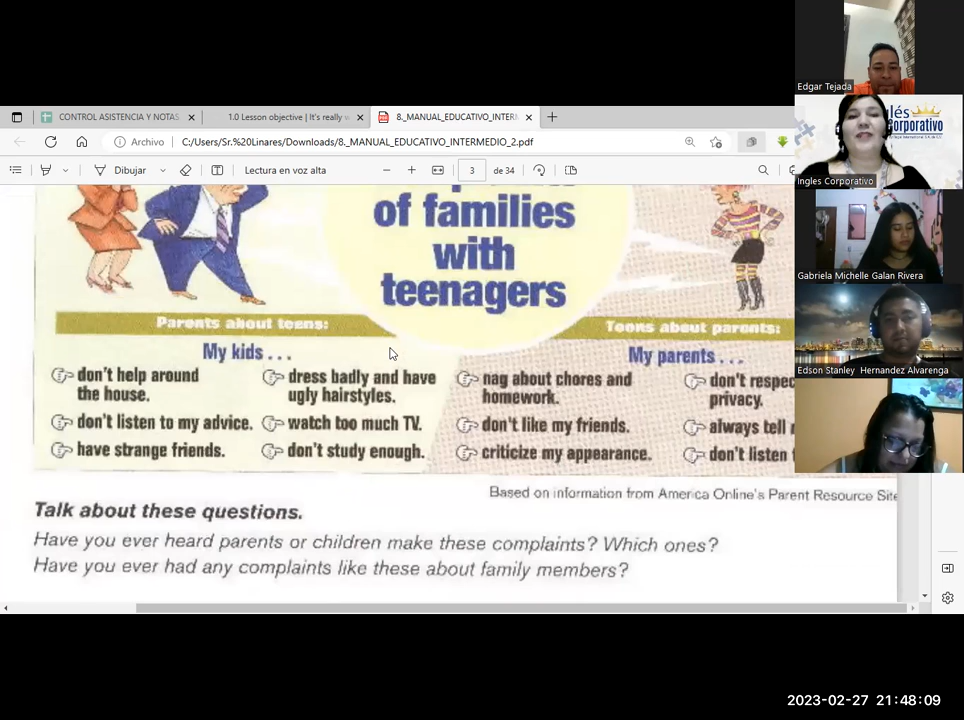 CONTROL ASISTENCIA Y NOTAS
1.0 Lesson objective | It's really w
8._MANUAL_EDUCATIVO_INTERM
Archivo
C:/Users/Sr.%20Linares/Downloads/8._MANUAL_EDUCATIVO_INTERMEDIO_2.pdf
Dibujar
Lectura en voz alta
3
de 34
of families
with
teenagers
Parents about teens:
My kids . . .
don't help around
the house.
don't listen to my advice.
have strange friends.
dress badly and have
ugly hairstyles.
watch too much TV.
don't study enough.
Teens about parents:
My parents . . .
nag about chores and
homework.
don't like my friends.
criticize my appearance.
don't respec
privacy.
always tell
don't listen
Based on information from America Online's Parent Resource Site
Talk about these questions.
Have you ever heard parents or children make these complaints? Which ones?
Have you ever had any complaints like these about family members?
Edgar Tejada
lés
Corporativo
Ingles Corporativo
Gabriela Michelle Galan Rivera
Edson Stanley Hernandez Alvarenga
2023-02-27 21:48:09